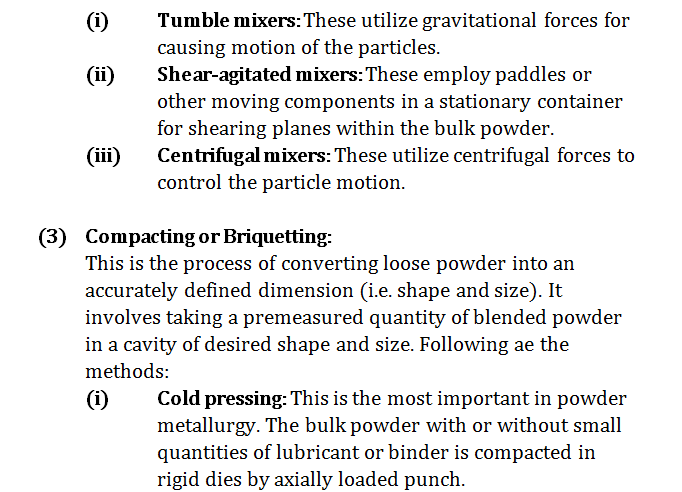 (i) Tumble mixers: These utilize gravitational forces for
causing motion of the particles.
(ii) Shear-agitated mixers: These employ paddles or
other moving components in a stationary container
for shearing planes within the bulk powder.
(iii) Centrifugal mixers: These utilize centrifugal forces to
control the particle motion.
(3) Compacting or Briquetting:
This is the process of converting loose powder into an
accurately defined dimension (i.e. shape and size). It
involves taking a premeasured quantity of blended powder
in a cavity of desired shape and size. Following ae the
methods:
(i) Cold pressing: This is the most important in powder
metallurgy. The bulk powder with or without small
quantities of lubricant or binder is compacted in
rigid dies by axially loaded punch.